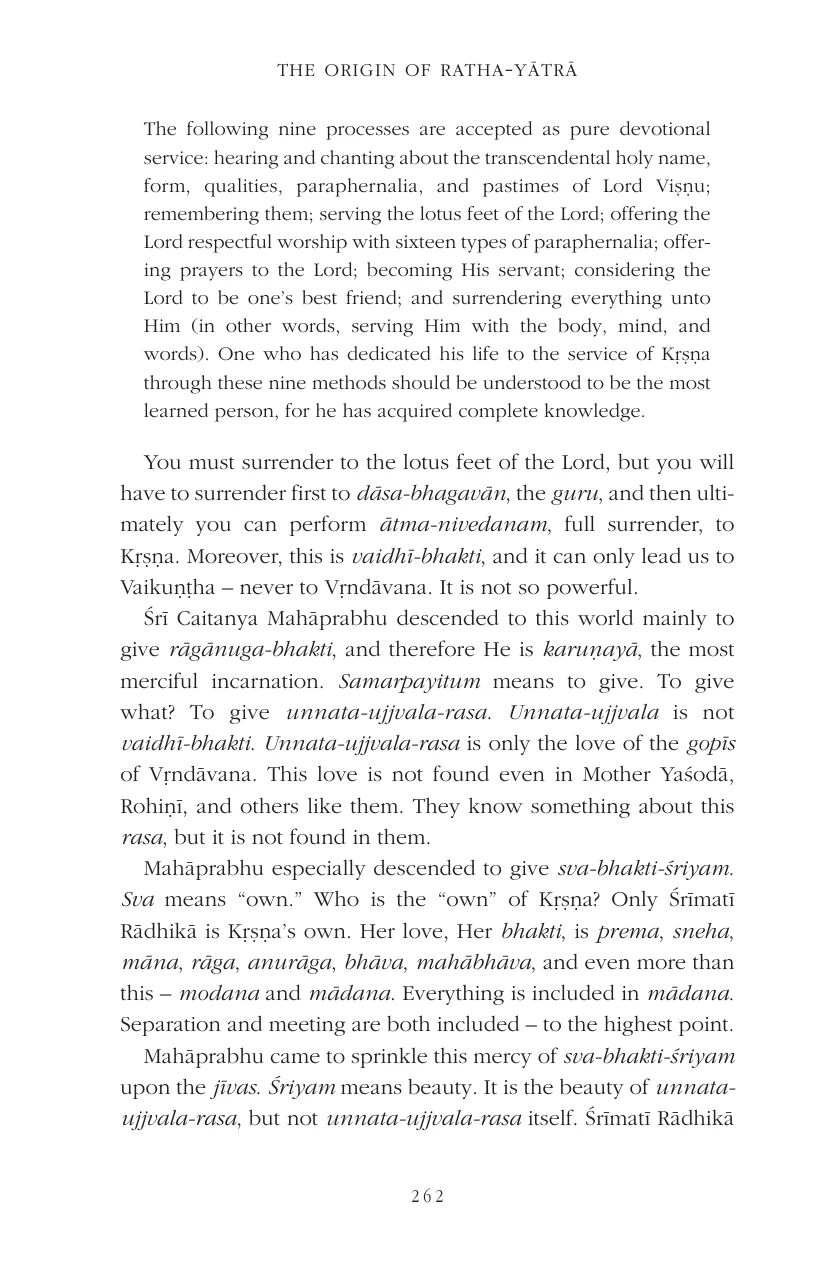 THE ORIGIN OF RATHA-YĀTRĀ
The following nine processes are accepted as pure devotional
service: hearing and chanting about the transcendental holy name,
form, qualities, paraphernalia, and pastimes of Lord Viṣṇu;
remembering them; serving the lotus feet of the Lord; offering the
Lord respectful worship with sixteen types of paraphernalia; offer-
ing prayers to the Lord; becoming His servant; considering the
Lord to be one’s best friend; and surrendering everything unto
Him (in other words, serving Him with the body, mind, and
words). One who has dedicated his life to the service of Kṛṣṇa
through these nine methods should be understood to be the most
learned person, for he has acquired complete knowledge.
You must surrender to the lotus feet of the Lord, but you will
have to surrender first to dāsa-bhagavān, the guru, and then ulti-
mately you can perform ātma-nivedanam, full surrender, to
Kṛṣṇa. Moreover, this is vaidhī-bhakti, and it can only lead us to
Vaikuṇṭha – never to Vṛndāvana. It is not so powerful.
Śrī Caitanya Mahāprabhu descended to this world mainly to
give rāgānuga-bhakti, and therefore He is karuṇayā, the most
merciful incarnation. Samarpayitum means to give. To give
what? To give unnata-ujjvala-rasa. Unnata-ujjvala is not
vaidhī-bhakti. Unnata-ujjvala-rasa is only the love of the gopīs
of Vṛndāvana. This love is not found even in Mother Yaśodā,
Rohiṇī, and others like them. They know something about this
rasa, but it is not found in them.
Mahāprabhu especially descended to give sva-bhakti-śriyam.
Sva means “own.” Who is the “own” of Kṛṣṇa? Only Śrīmatī
Rādhikā is Kṛṣṇa’s own. Her love, Her bhakti, is prema, sneha,
māna, rāga, anurāga, bhāva, mahābhāva, and even more than
this – modana and mādana. Everything is included in mādana.
Separation and meeting are both included – to the highest point.
Mahāprabhu came to sprinkle this mercy of sva-bhakti-śriyam
upon the jīvas. Śriyam means beauty. It is the beauty of unnata-
ujjvala-rasa, but not unnata-ujjvala-rasa itself. Śrīmatī Rādhikā
262